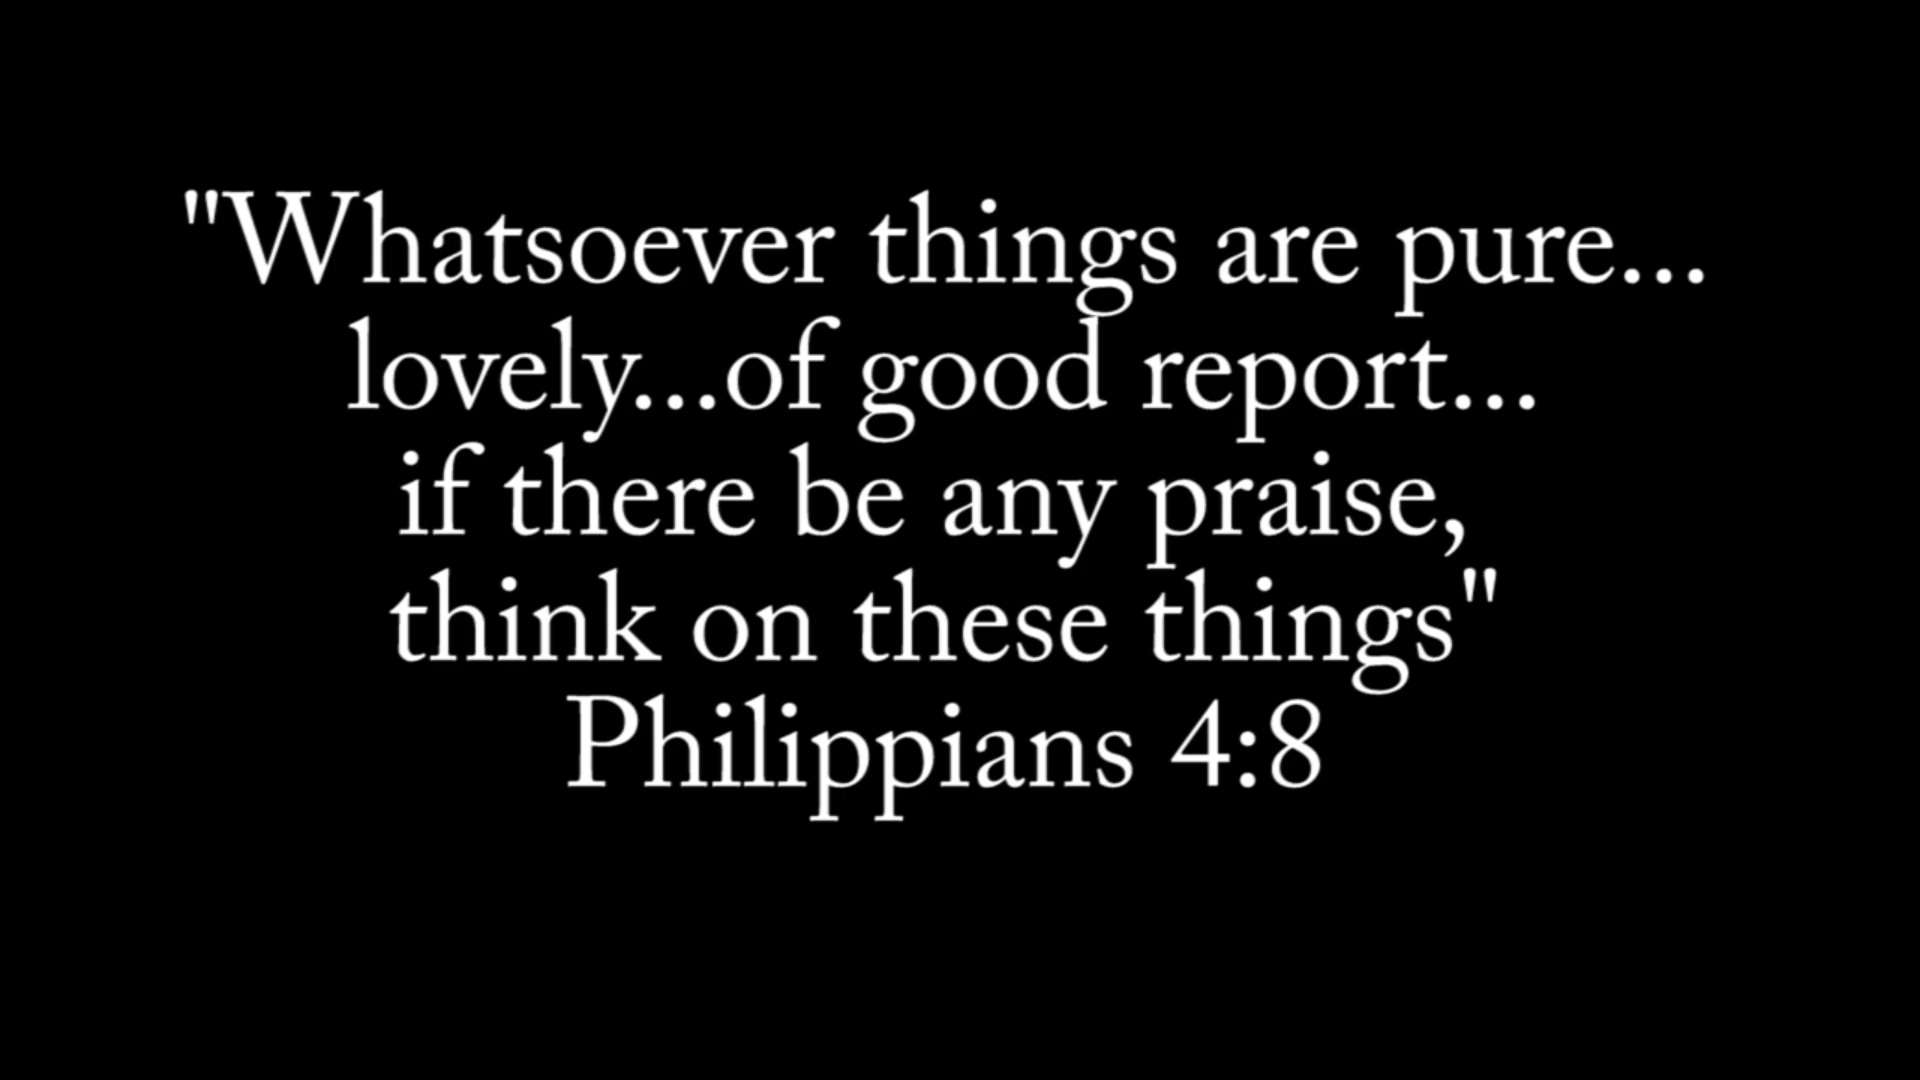 "Whatsoever things are pure...
lovely...of good report...
if there be any praise,
think on these things"
Philippians 4:8